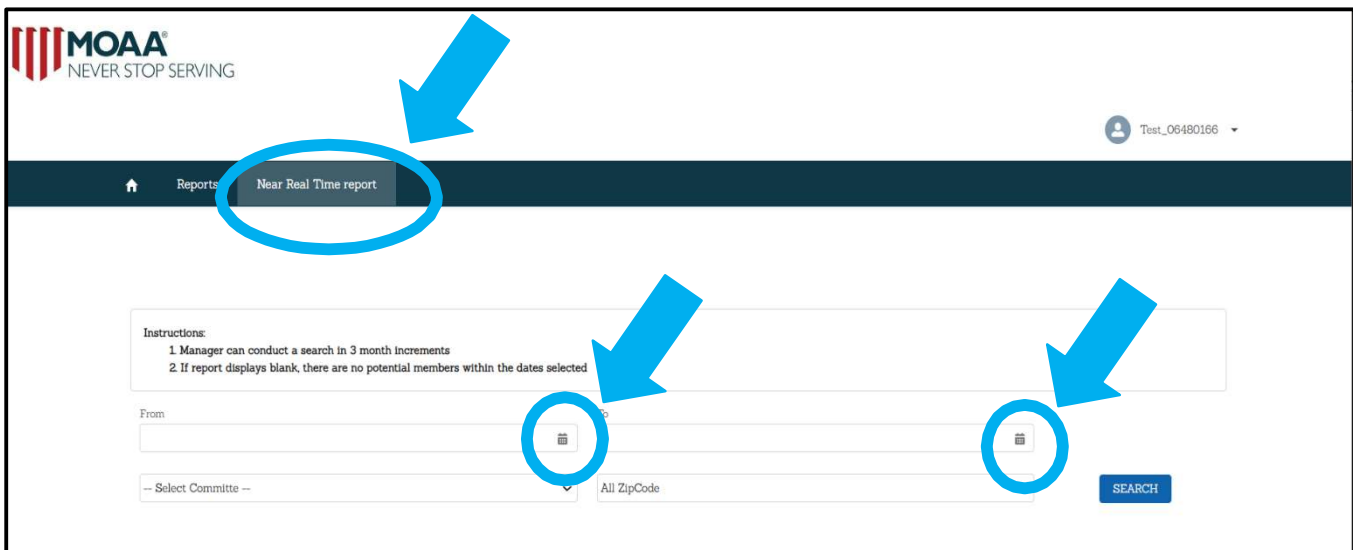 MOAA®
NEVER STOP SERVING
Test_06480166
Reports
Near Real Time report
Instructions:
1. Manager can conduct a search in 3 month increments
2. If report displays blank, there are no potential members within the dates selected
From
To
-- Select Committe --
All ZipCode
SEARCH